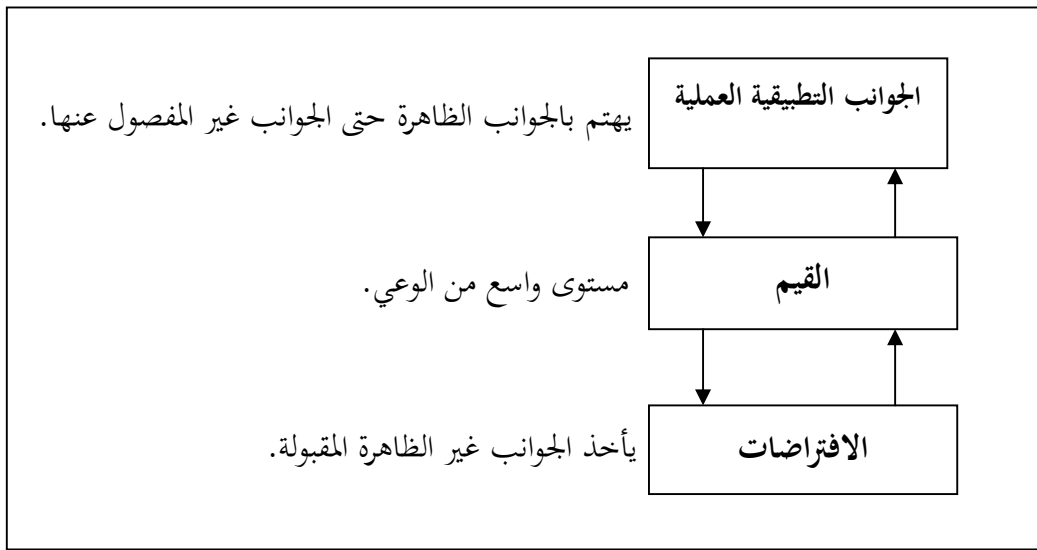 الجوانب التطبيقية العملية
يهتم بالجوانب الظاهرة حتى الجوانب غير المفصول عنها.
القيم
مستوى واسع من الوعي.
الافتراضات
يأخذ الجوانب غير الظاهرة المقبولة.